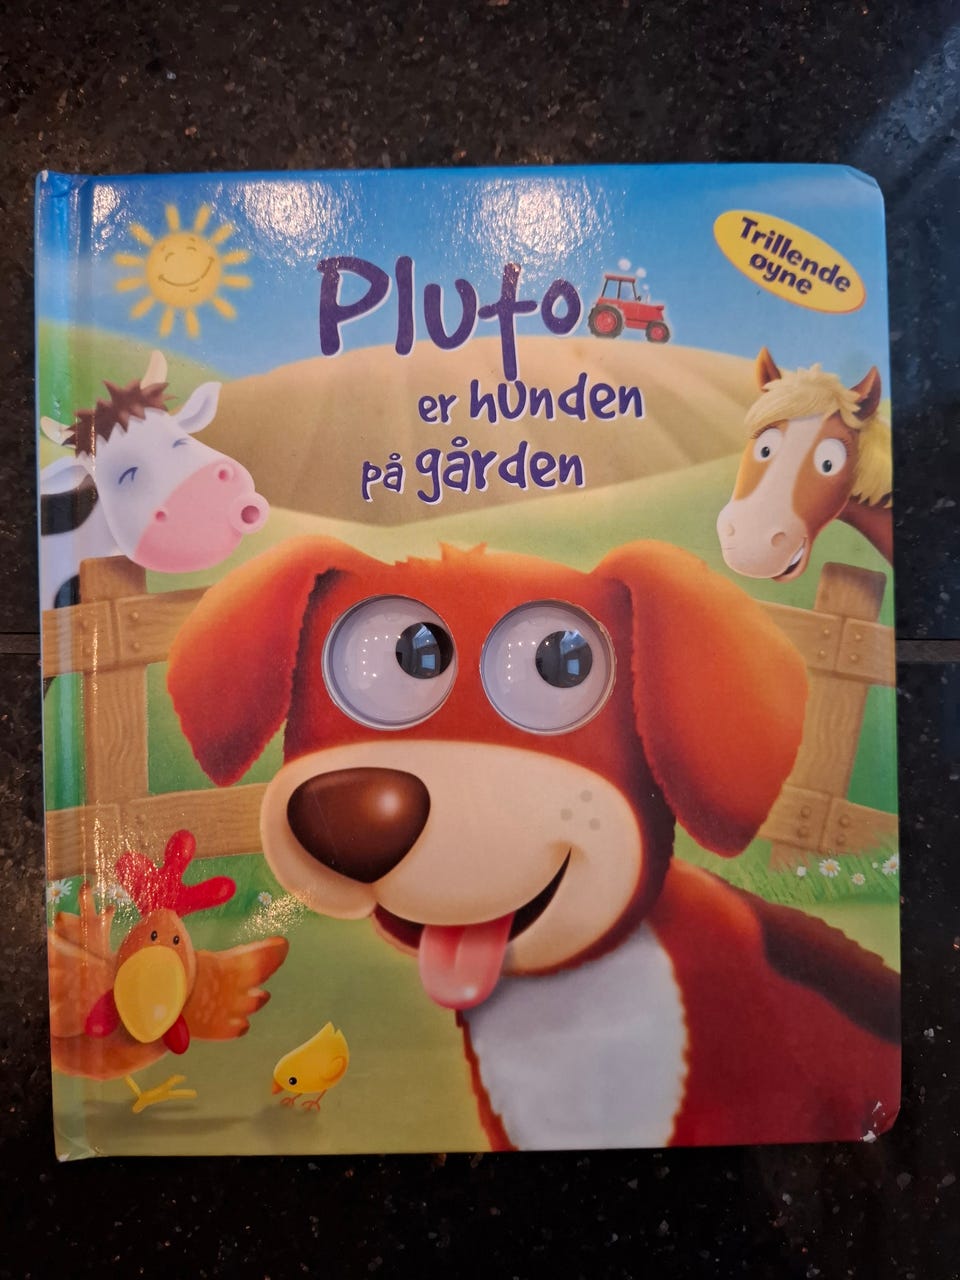 Trillende
øyne
Pluto
er hunden
på gården